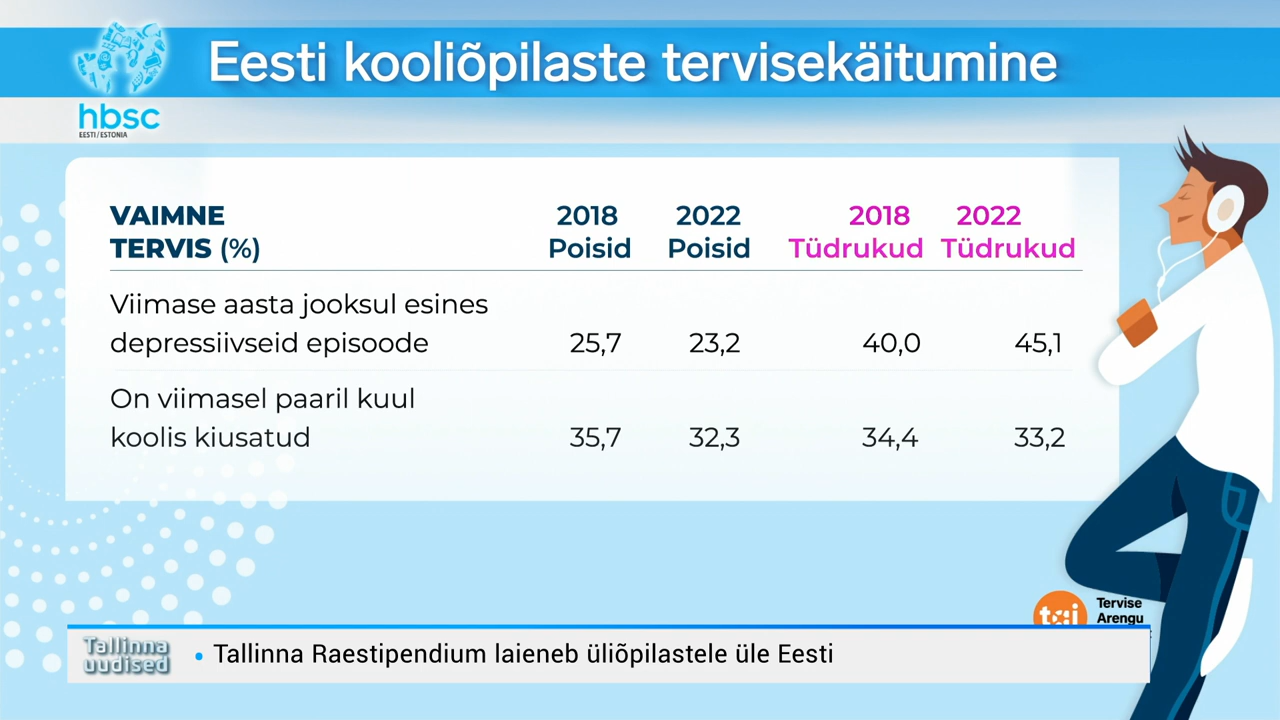 Eesti kooliõpilaste tervisekäitumine
hbsc
EESTI/ESTONIA
VAIMNE 2018 2022 2018 2022
TERVIS (%) Poisid Poisid Tüdrukud Tüdrukud
Viimase aasta jooksul esines
depressiivseid episoode 25,7 23,2 40,0 45,1
On viimasel paaril kuul
koolis kiusatud 35,7 32,3 34,4 33,2
tai Tervise
Arengu
Tallinna
uudised
• Tallinna Raestipendium laieneb üliõpilastele üle Eesti